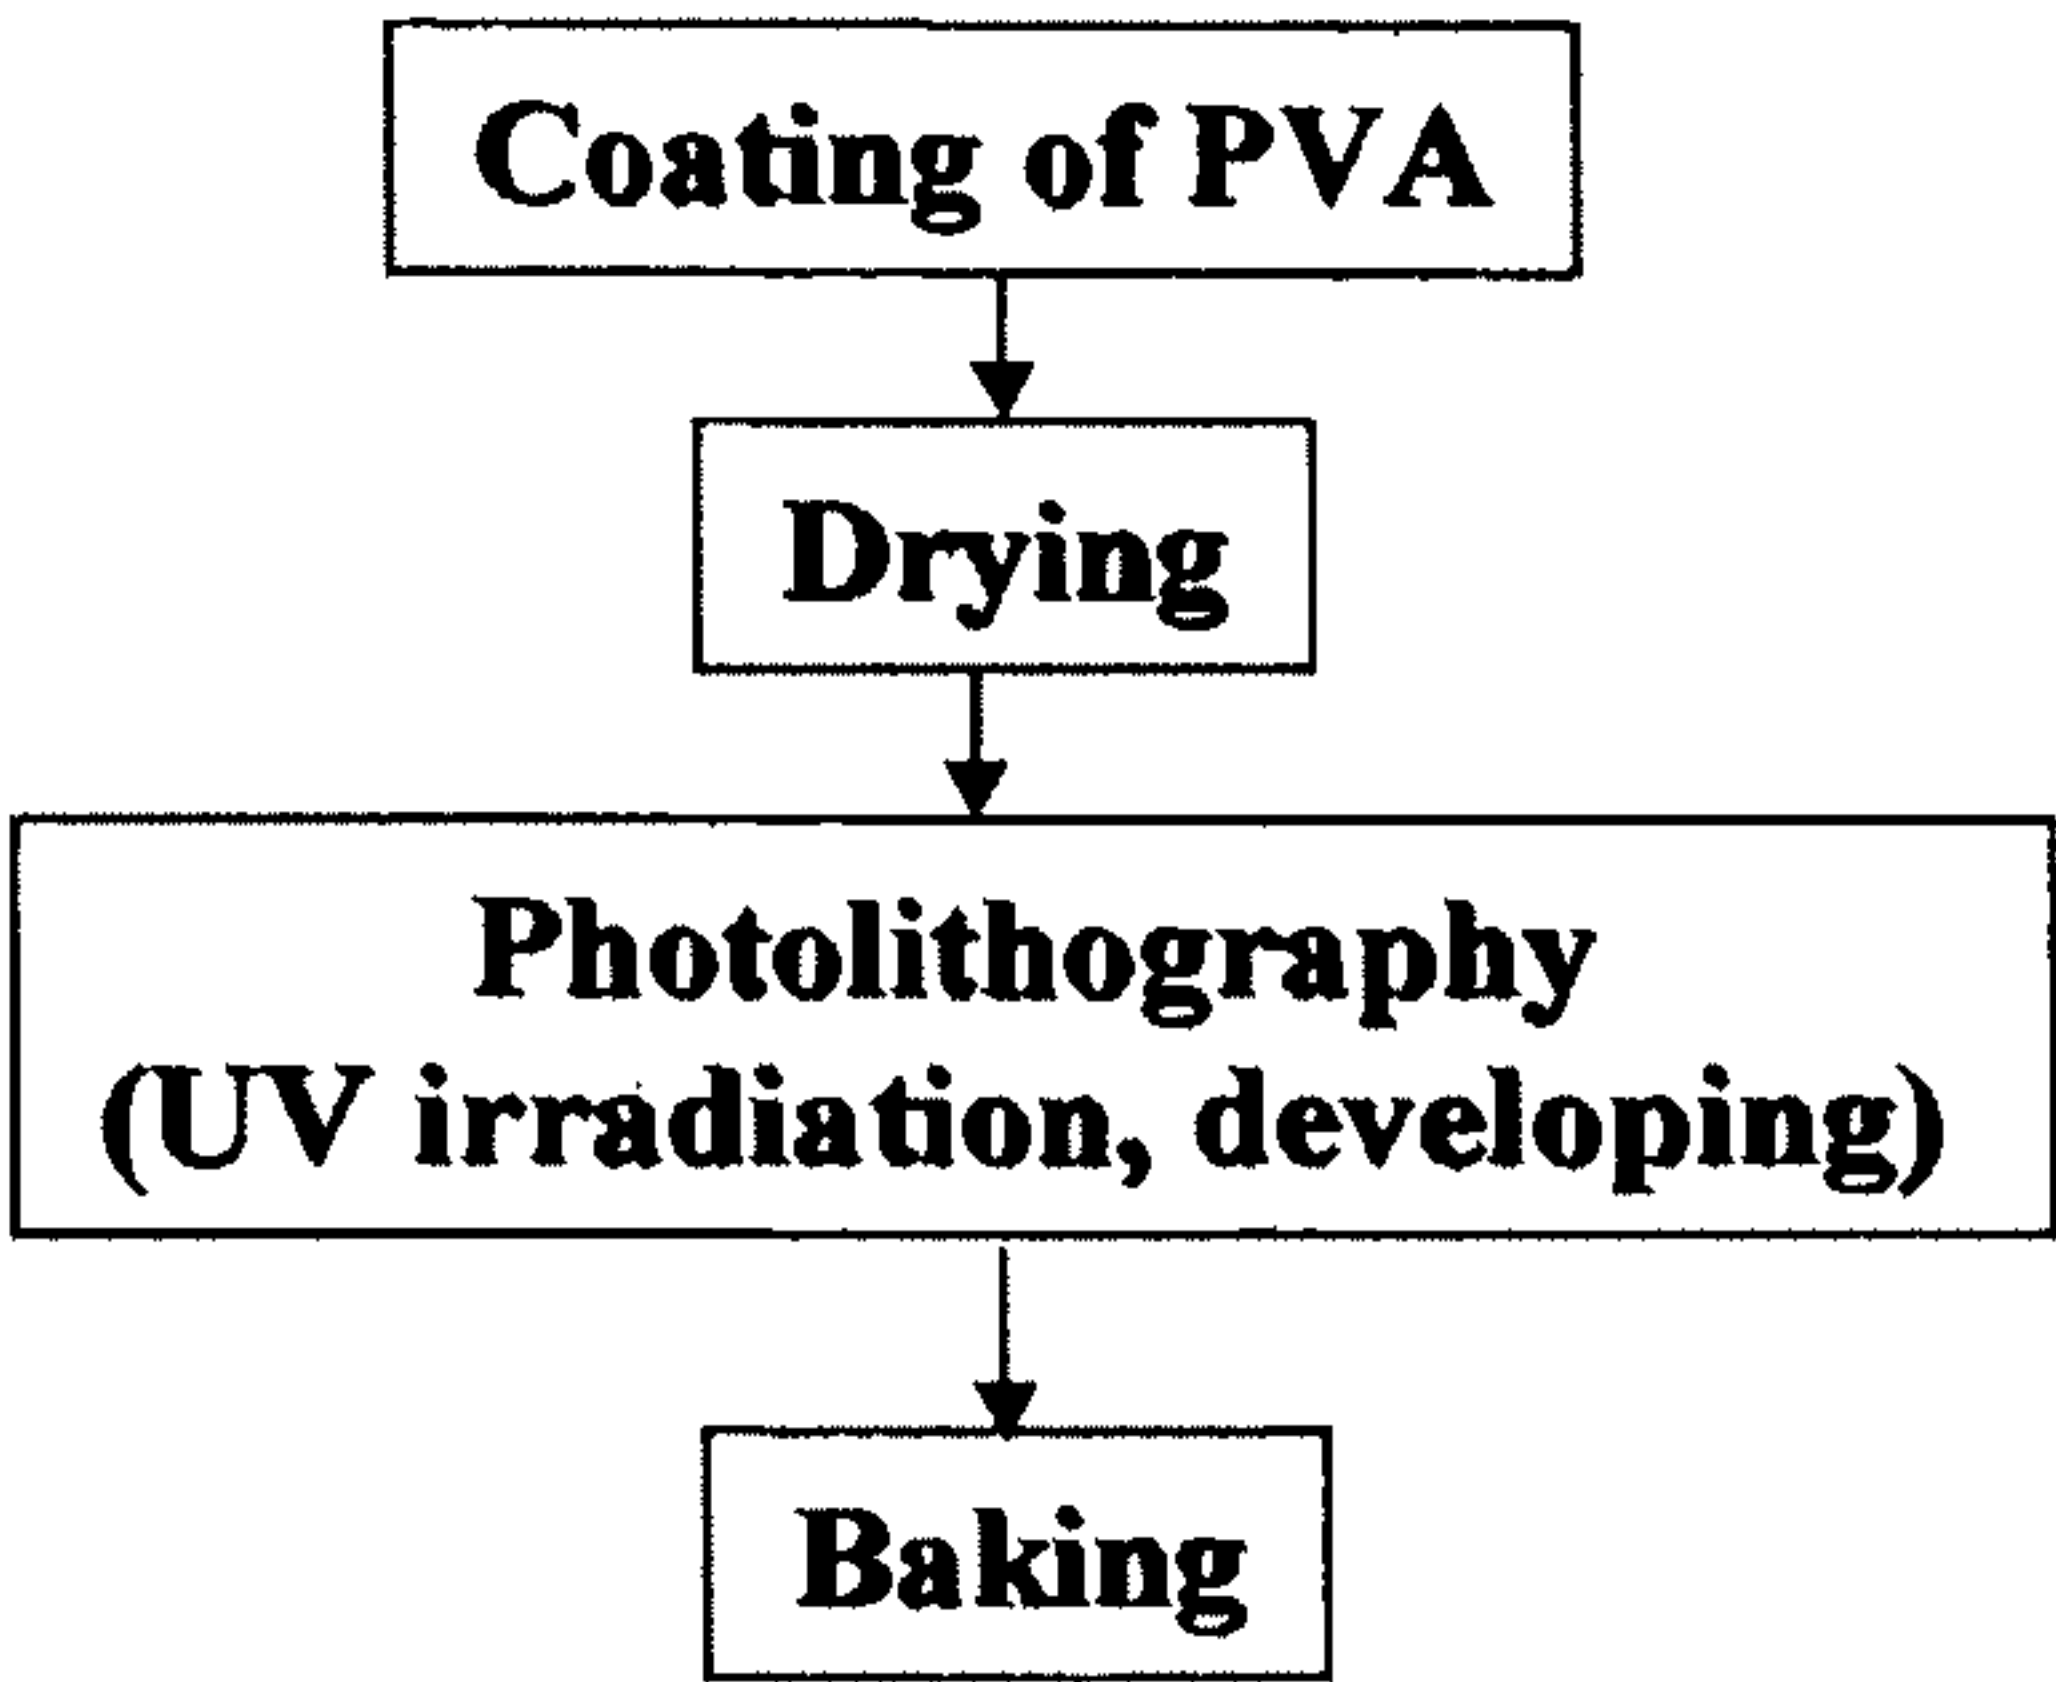 Coating of PVA
Drying
Photolithography
(UV irradiation, developing)
Baking